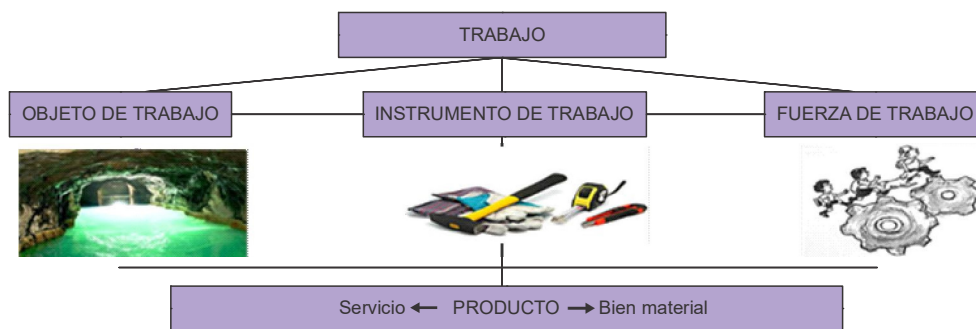 TRABAJO
OBJETO DE TRABAJO
INSTRUMENTO DE TRABAJO
FUERZA DE TRABAJO
Servicio ← PRODUCTO → Bien material